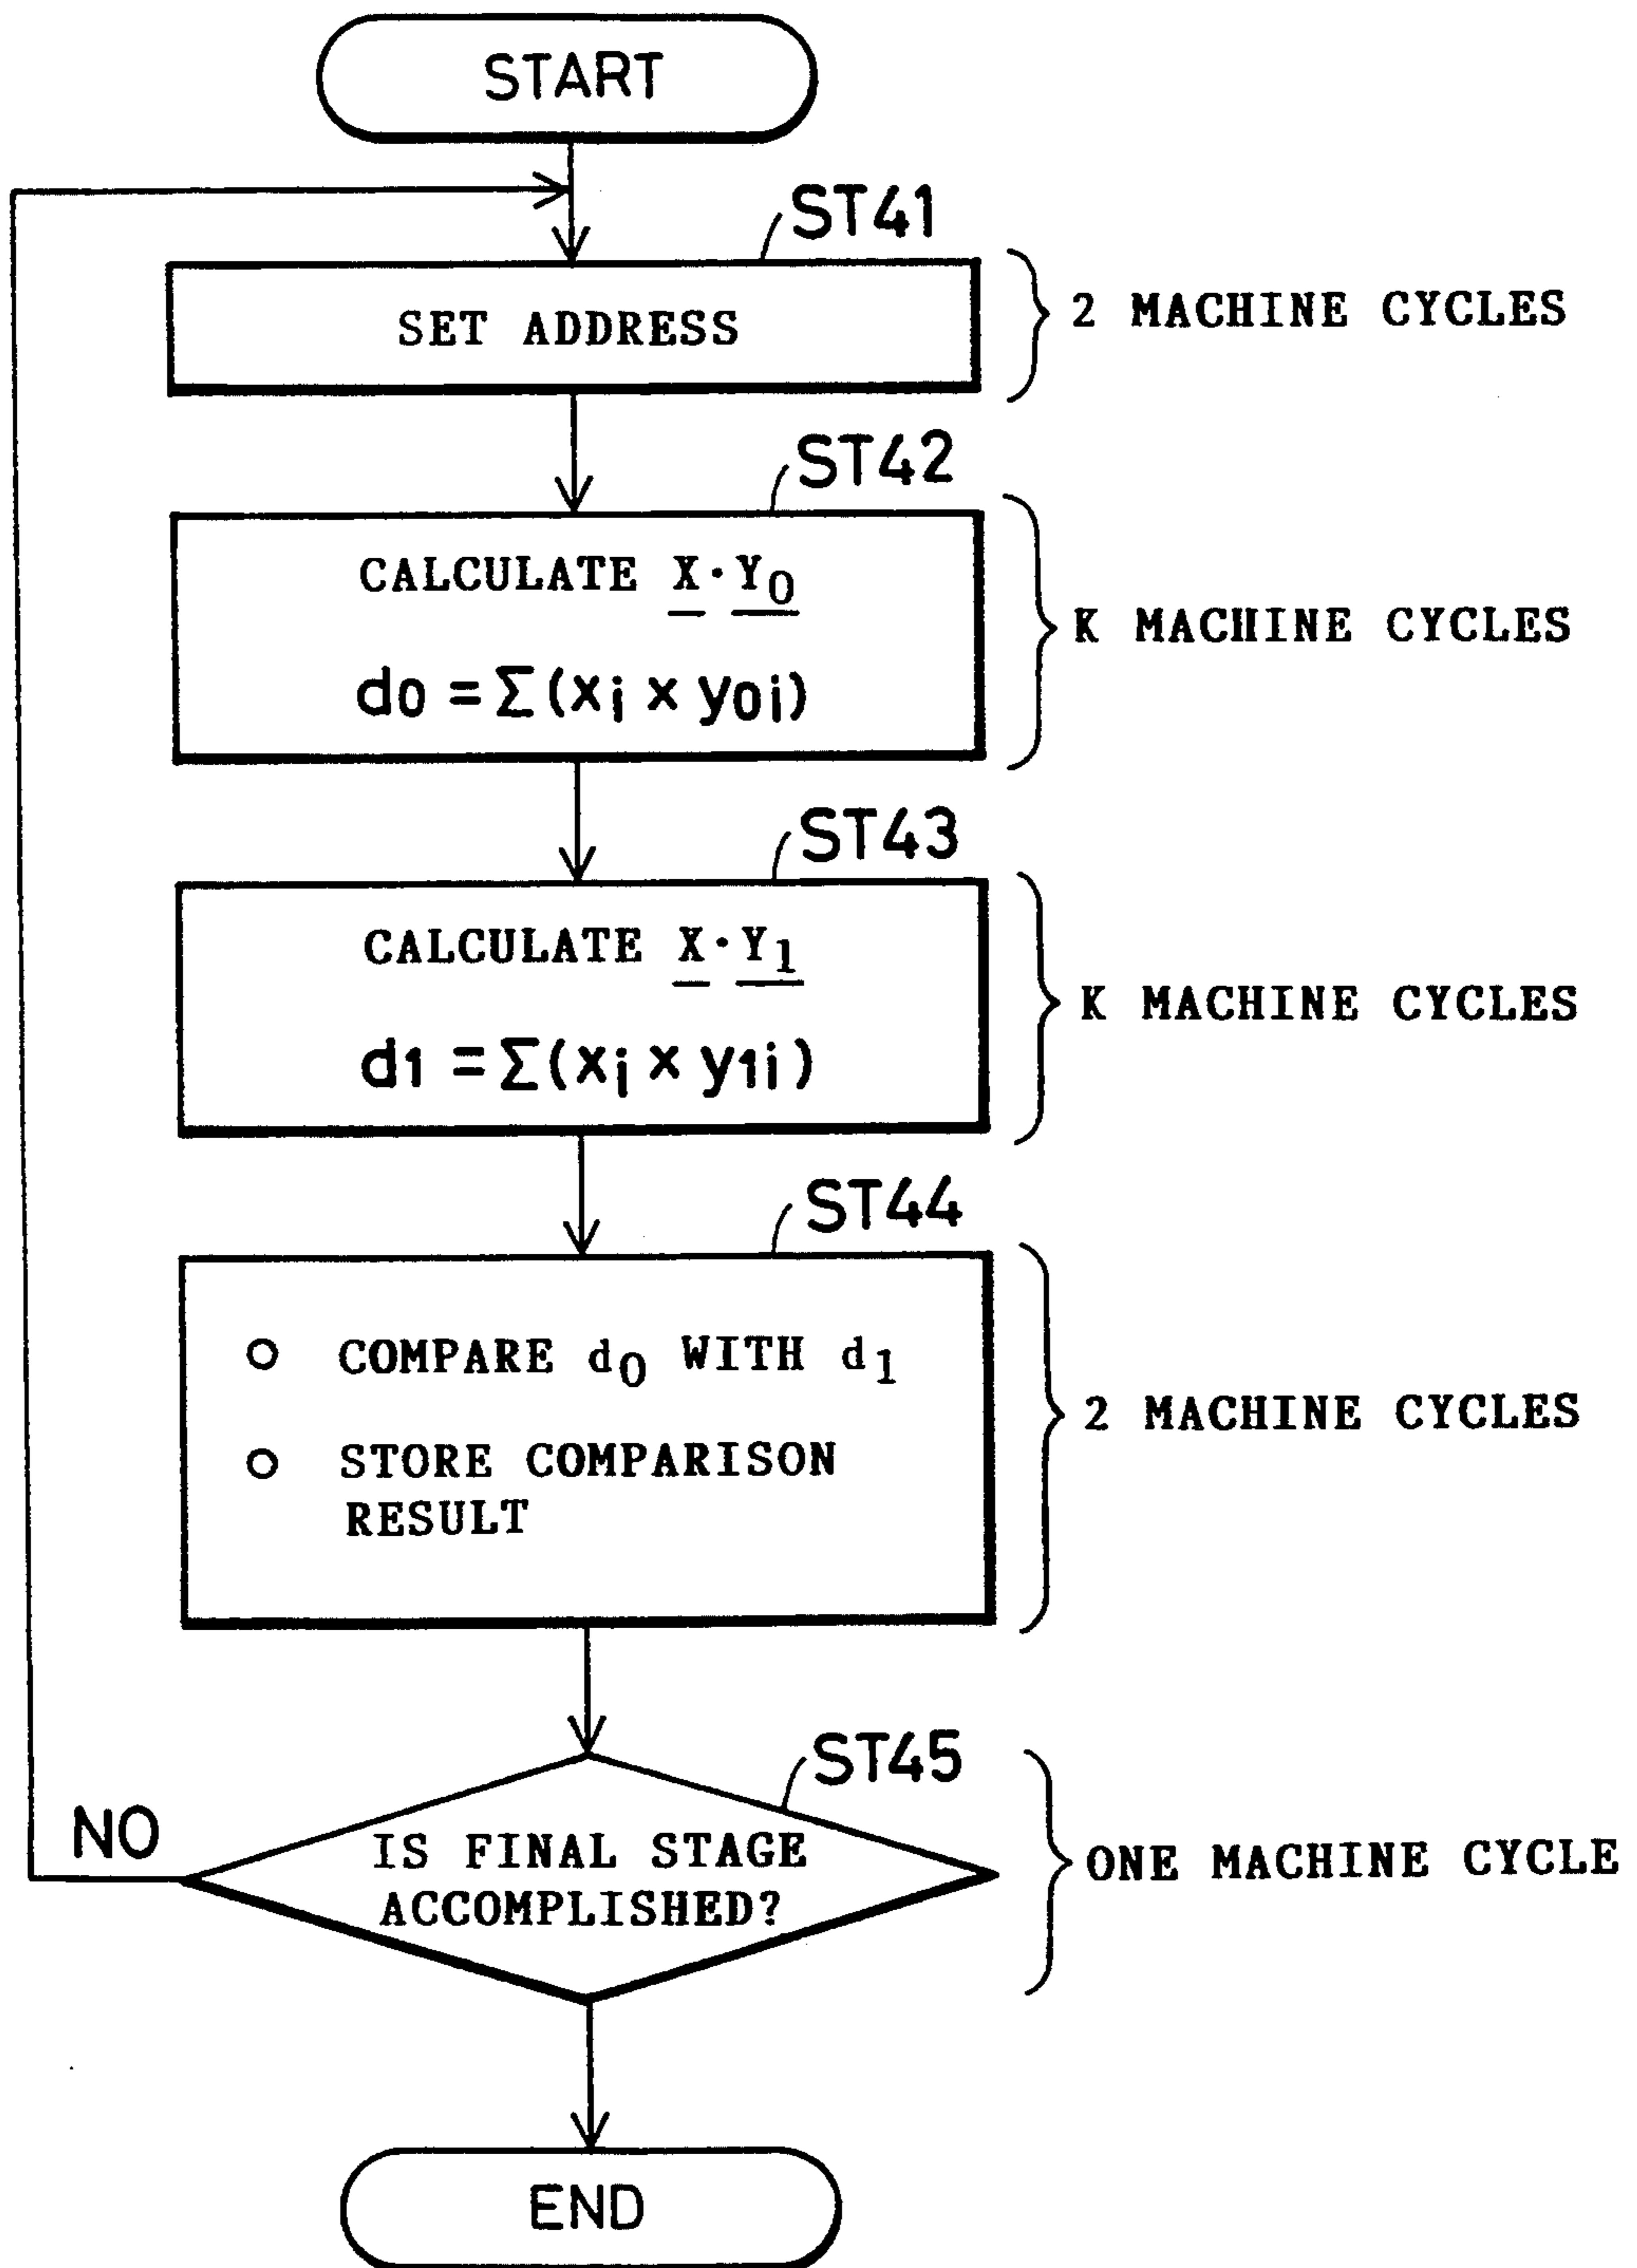 START
ST41
SET ADDRESS
2 MACHINE CYCLES
ST42
CALCULATE X·Y0
d0 = Σ(xi × y0i)
K MACHINE CYCLES
ST43
CALCULATE X·Y1
d1 = Σ(xi × y1i)
K MACHINE CYCLES
ST44
○ COMPARE d0 WITH d1
○ STORE COMPARISON
RESULT
2 MACHINE CYCLES
ST45
NO
IS FINAL STAGE
ACCOMPLISHED?
ONE MACHINE CYCLE
END